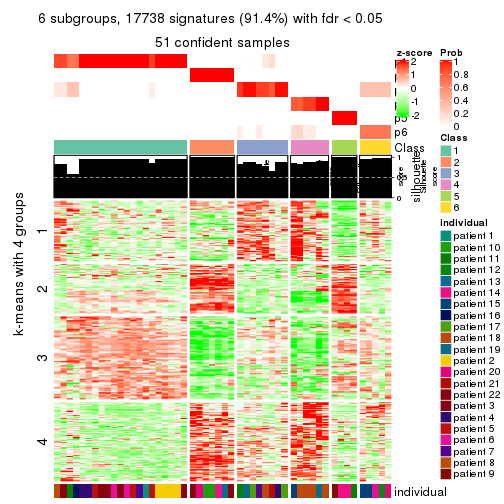 6 subgroups, 17738 signatures (91.4%) with fdr < 0.05
51 confident samples
z-score
2
1
0
-1
-2
Prob
1
0.8
0.6
0.4
0.2
0
p5
p6
Class
silhouette
Silhouette
score
1
0.5
0
Class
1
2
3
4
5
6
k-means with 4 groups
1
2
3
4
Individual
patient 1
patient 10
patient 11
patient 12
patient 13
patient 14
patient 15
patient 16
patient 17
patient 18
patient 19
patient 2
patient 20
patient 21
patient 22
patient 3
patient 4
patient 5
patient 6
patient 7
patient 8
patient 9
individual